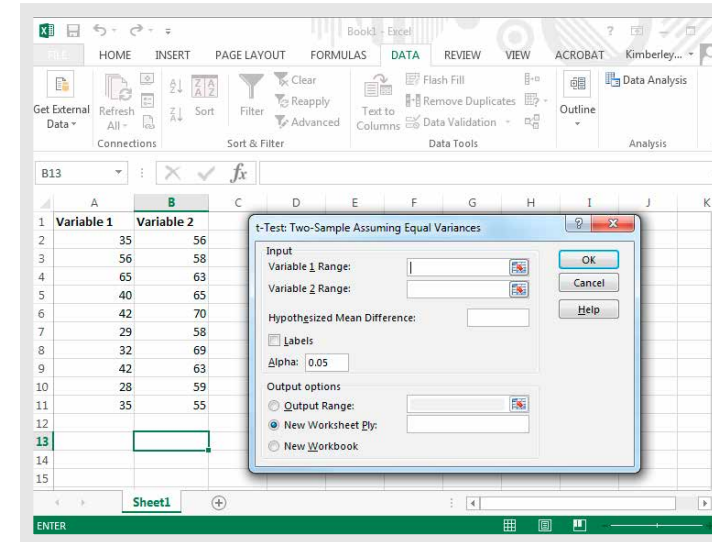 Book1 - Excel
FILE HOME INSERT PAGE LAYOUT FORMULAS DATA REVIEW VIEW ACROBAT Kimberley...
Get External Data
Refresh All
Sort
Filter
Clear
Reapply
Advanced
Text to Columns
Flash Fill
Remove Duplicates
Data Validation
Outline
Data Analysis
Connections Sort & Filter Data Tools Analysis
B13 fx
A B C D E F G H I J K
1 Variable 1 Variable 2
2 35 56
3 56 58
4 65 63
5 40 65
6 42 70
7 29 58
8 32 69
9 42 63
10 28 59
11 35 55
12
13
14
15
t-Test: Two-Sample Assuming Equal Variances
Input
Variable 1 Range:
Variable 2 Range:
Hypothesized Mean Difference:
Labels
Alpha: 0.05
Output options
Output Range:
New Worksheet Ply:
New Workbook
OK
Cancel
Help
Sheet1
ENTER